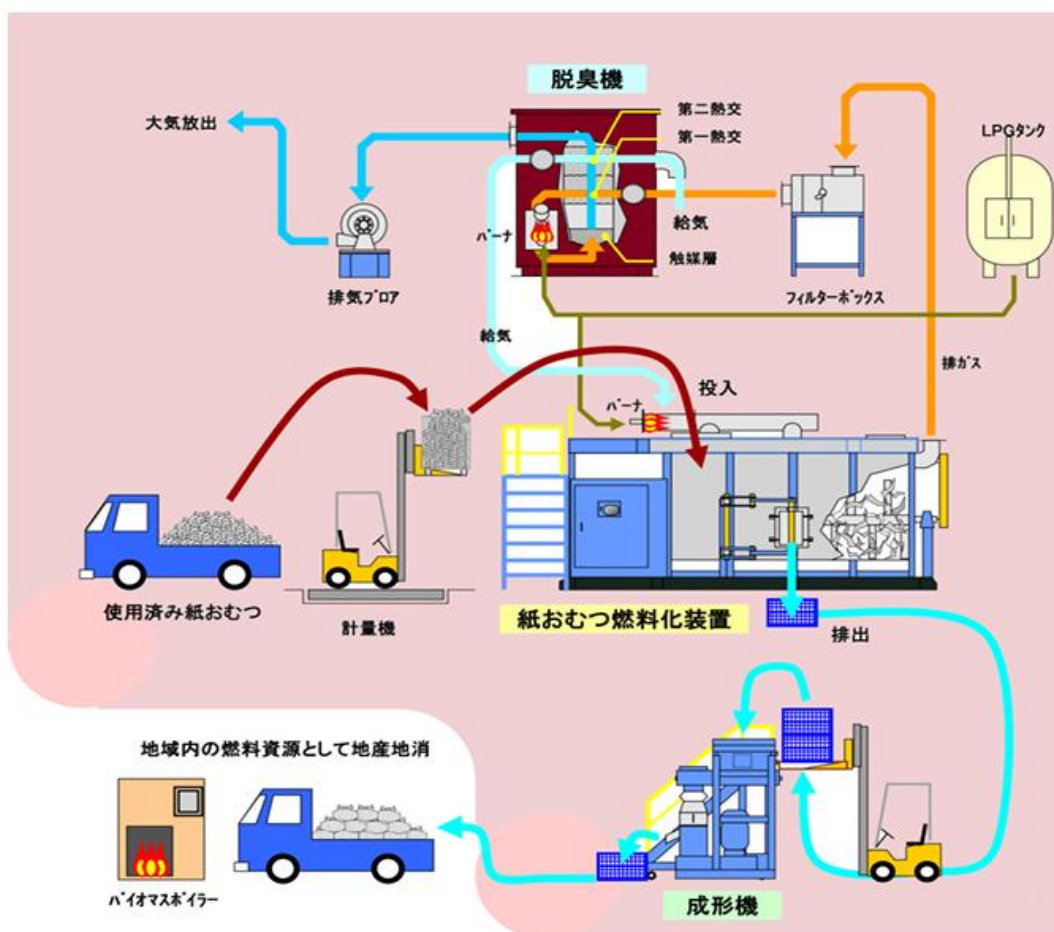 脱臭機
大気放出
第二熱交
第一熱交
LPGタンク
給気
バーナ
触媒層
排気ブロア
フィルターボックス
給気
排ガス
投入
バーナ
使用済み紙おむつ
計量機
紙おむつ燃料化装置
排出
地域内の燃料資源として地産地消
バイオマスボイラー
成形機